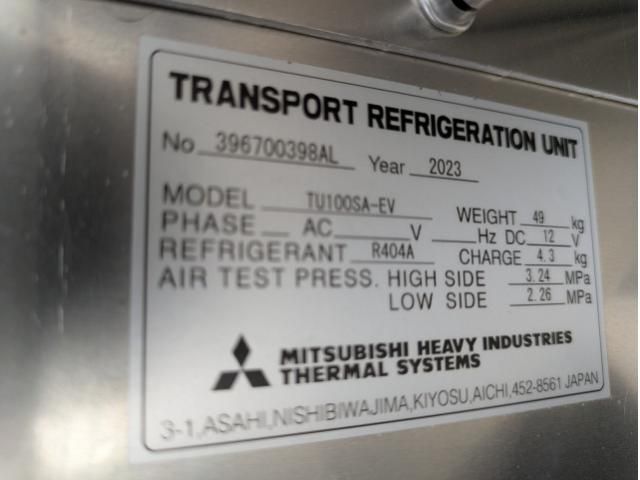 TRANSPORT REFRIGERATION UNIT
No 396700398AL Year 2023
MODEL TU100SA-EV WEIGHT 49 kg
PHASE AC V Hz DC 12 V
REFRIGERANT R404A CHARGE 4.3 kg
AIR TEST PRESS. HIGH SIDE 3.24 MPa
LOW SIDE 2.26 MPa
MITSUBISHI HEAVY INDUSTRIES
THERMAL SYSTEMS
3-1,ASAHI,NISHIBIWAJIMA,KIYOSU,AICHI,452-8561 JAPAN